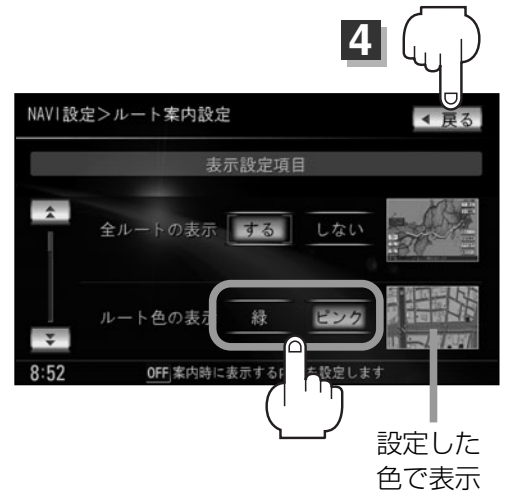 4
NAVI設定>ルート案内設定
◀ 戻る
表示設定項目
全ルートの表示 する しない
ルート色の表示 緑 ピンク
8:52 OFF 案内時に表示する を設定します
設定した
色で表示